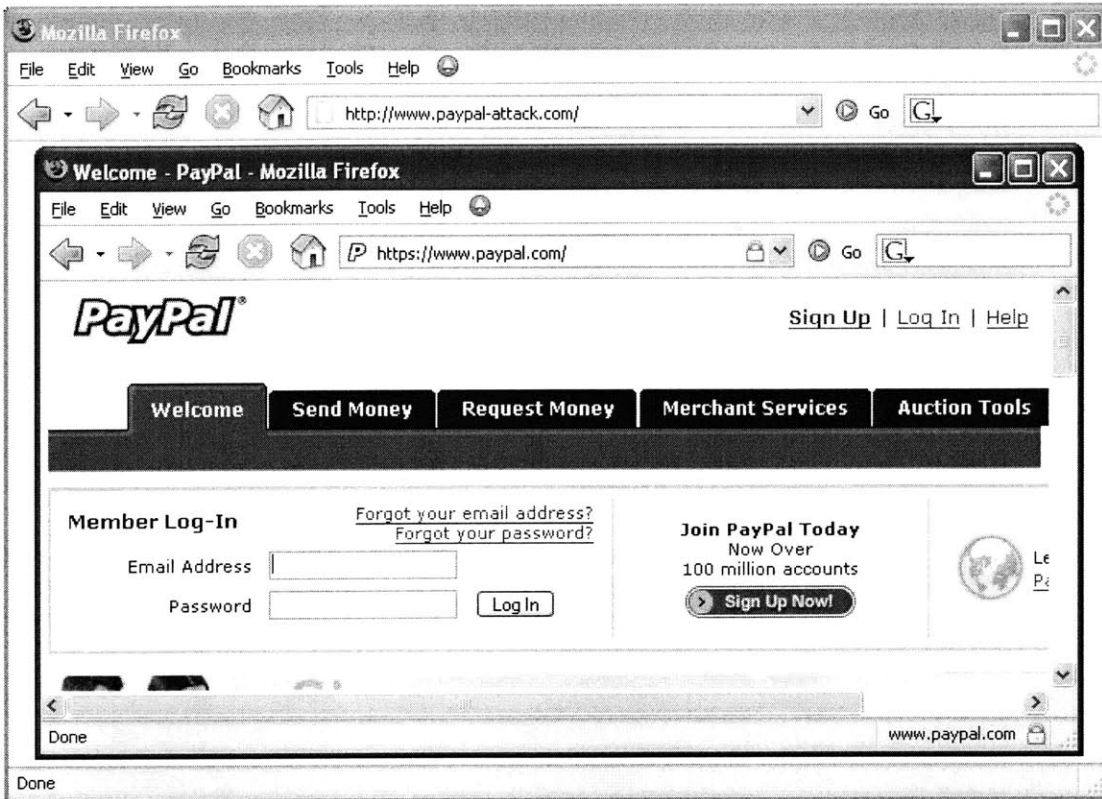 Mozilla Firefox
File Edit View Go Bookmarks Tools Help
http://www.paypal-attack.com/ Go G
Welcome - PayPal - Mozilla Firefox
File Edit View Go Bookmarks Tools Help
P https://www.paypal.com/ Go G
PayPal®
Sign Up | Log In | Help
Welcome Send Money Request Money Merchant Services Auction Tools
Member Log-In
Forgot your email address?
Forgot your password?
Email Address
Password Log In
Join PayPal Today
Now Over
100 million accounts
Sign Up Now!
Le
Pa
Done www.paypal.com
Done